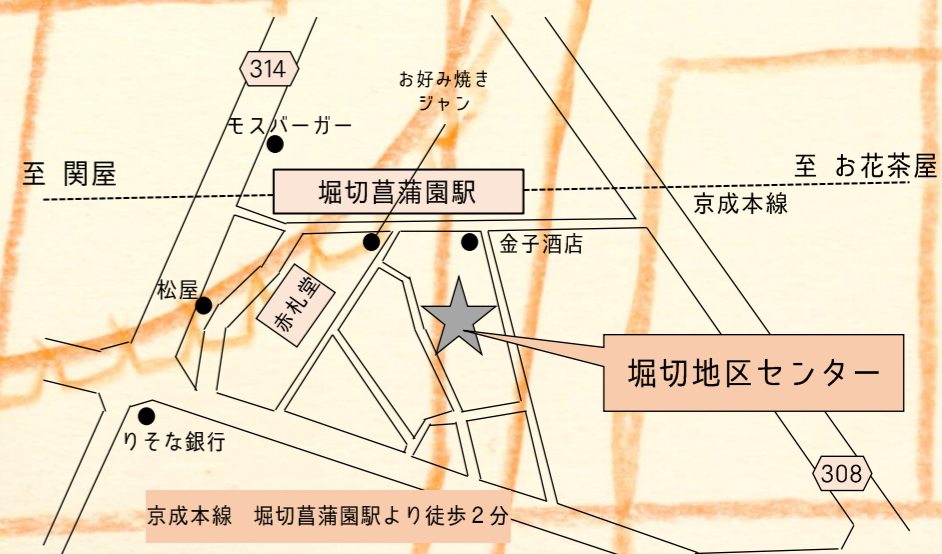 314
お好み焼き
ジャン
モスバーガー
至 関屋
至 お花茶屋
堀切菖蒲園駅
京成本線
金子酒店
松屋
赤札堂
堀切地区センター
りそな銀行
308
京成本線　堀切菖蒲園駅より徒歩２分